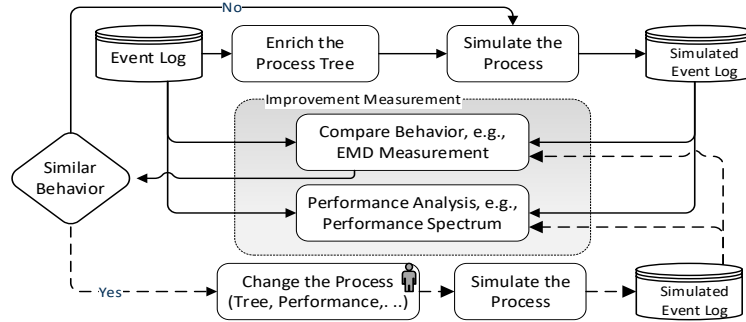 No
Event Log
Enrich the
Process Tree
Simulate the
Process
Simulated
Event Log
Improvement Measurement
Compare Behavior, e.g.,
EMD Measurement
Similar
Behavior
Performance Analysis, e.g.,
Performance Spectrum
Yes
Change the Process
(Tree, Performance,. ..)
Simulate the
Process
Simulated
Event Log